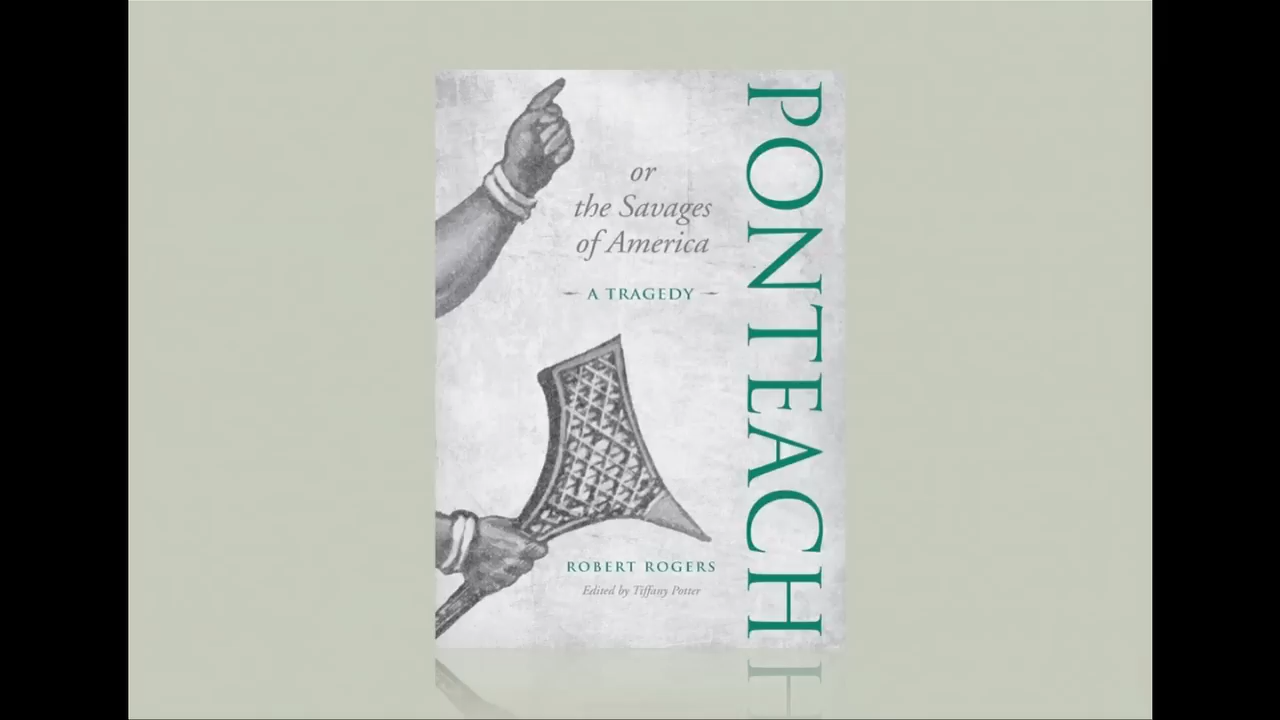 PONTEACH
or
the Savages
of America
A TRAGEDY
ROBERT ROGERS
Edited by Tiffany Potter